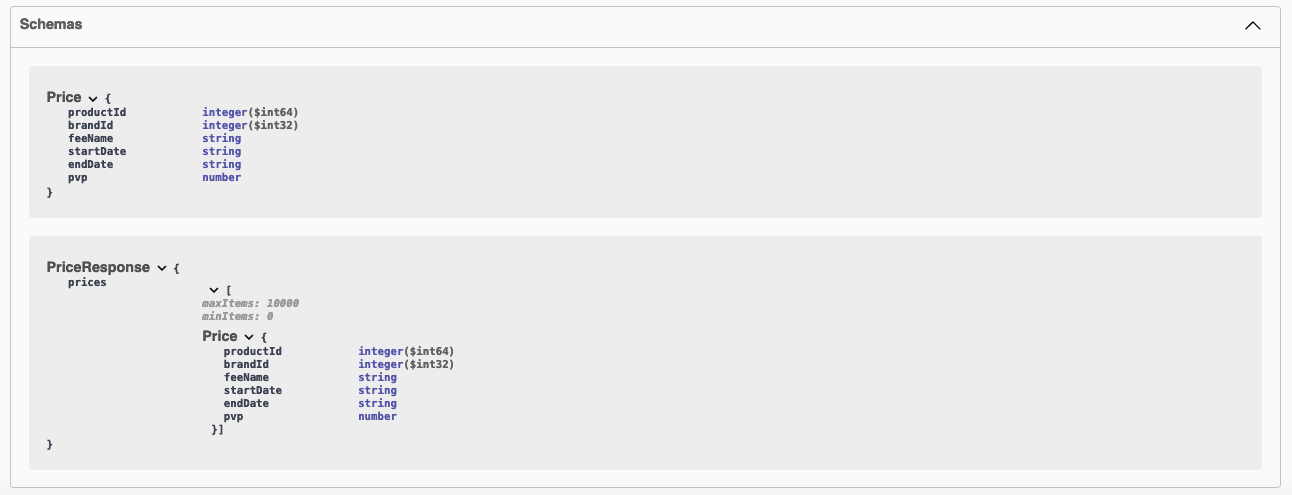 Schemas
Price {
productId integer($int64)
brandId integer($int32)
feeName string
startDate string
endDate string
pvp number
}
PriceResponse {
prices
[
maxItems: 10000
minItems: 0
Price {
productId integer($int64)
brandId integer($int32)
feeName string
startDate string
endDate string
pvp number
}]
}